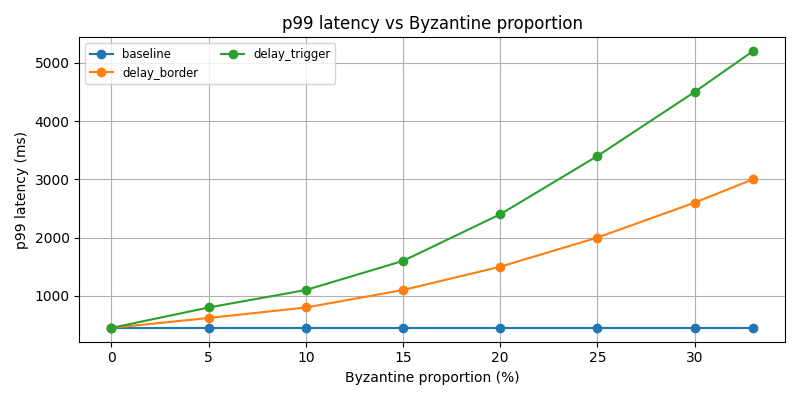 p99 latency vs Byzantine proportion
baseline
delay_border
delay_trigger
p99 latency (ms)
5000
4000
3000
2000
1000
0 5 10 15 20 25 30
Byzantine proportion (%)